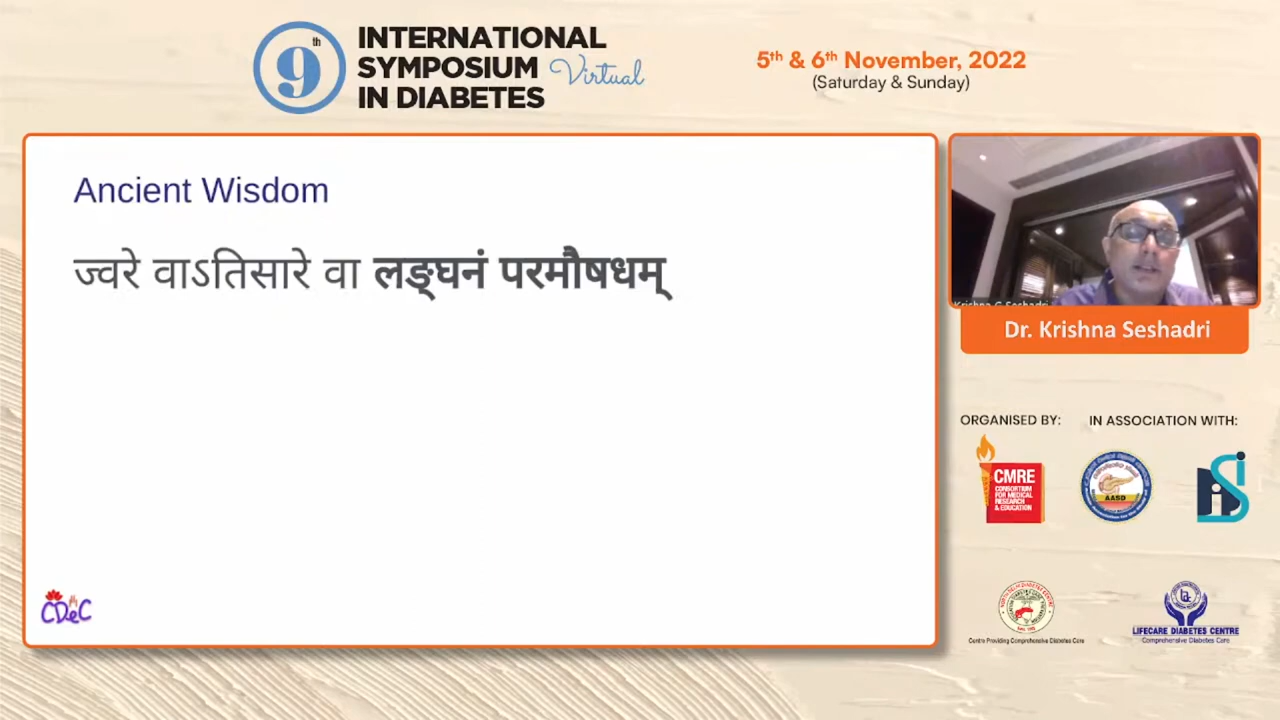 9th
INTERNATIONAL
SYMPOSIUM Virtual
IN DIABETES
5th & 6th November, 2022
(Saturday & Sunday)
Ancient Wisdom
ज्वरे वाऽतिसारे वा लङ्घनं परमौषधम्
CDeC
Krishna G Seshadri
Dr. Krishna Seshadri
ORGANISED BY:
IN ASSOCIATION WITH:
CMRE
CONSORTIUM
FOR MEDICAL
RESEARCH
& EDUCATION
AASD
Centre Providing Comprehensive Diabetes Care
LIFECARE DIABETES CENTRE
Comprehensive Diabetes Care